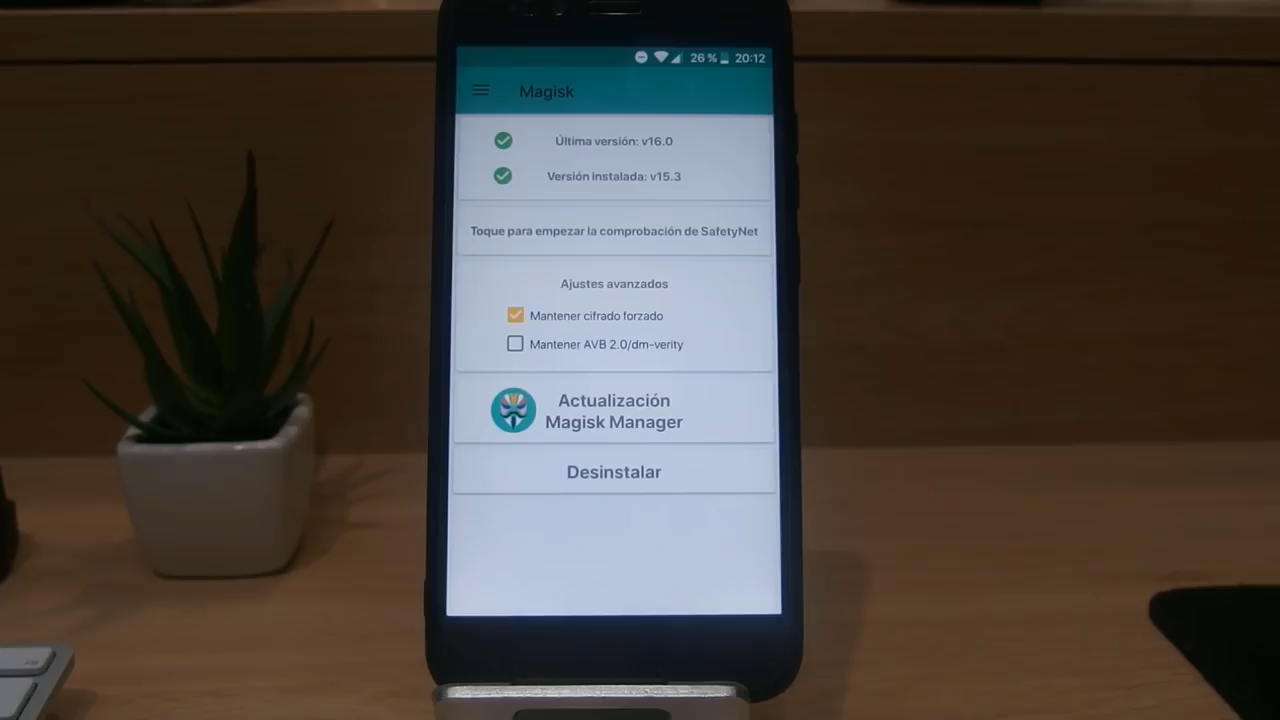 26 % 20:12
Magisk
Última versión: v16.0
Versión instalada: v15.3
Toque para empezar la comprobación de SafetyNet
Ajustes avanzados
Mantener cifrado forzado
Mantener AVB 2.0/dm-verity
Actualización
Magisk Manager
Desinstalar